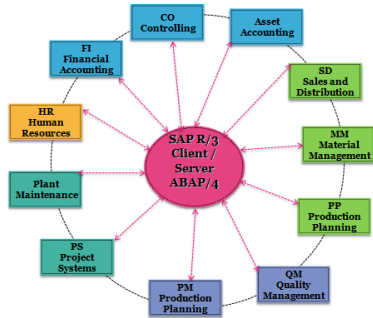 CO
Controlling
Asset
Accounting
FI
Financial
Accounting
SD
Sales and
Distribution
HR
Human
Resources
SAP R/3
Client /
Server
ABAP/4
MM
Material
Management
Plant
Maintenance
PP
Production
Planning
PS
Project
Systems
PM
Production
Planning
QM
Quality
Management